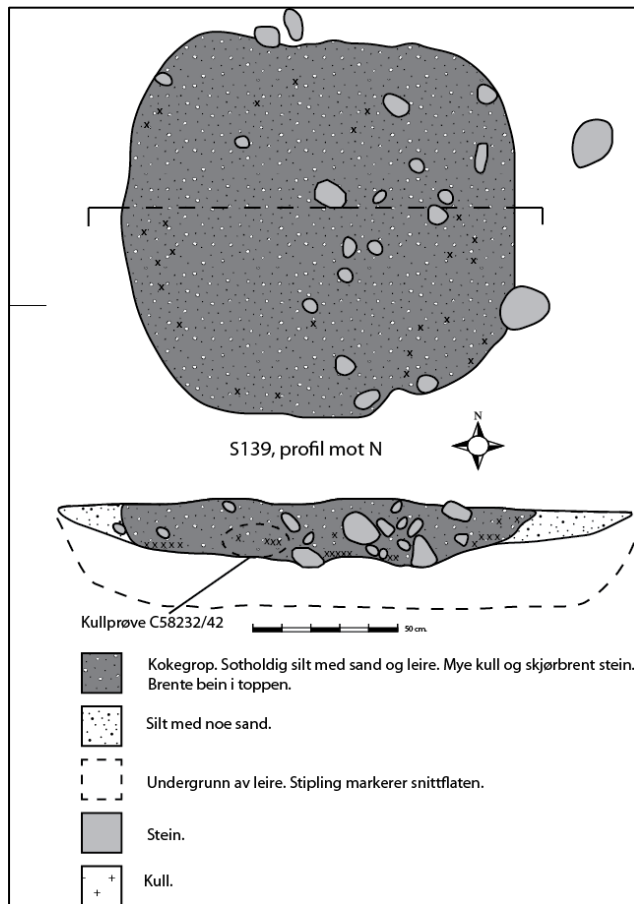 N
S139, profil mot N
Kullprøve C58232/42
50 cm.
Kokegrop. Sotholdig silt med sand og leire. Mye kull og skjørbrent stein.
Brente bein i toppen.
Silt med noe sand.
Undergrunn av leire. Stipling markerer snittflaten.
Stein.
Kull.